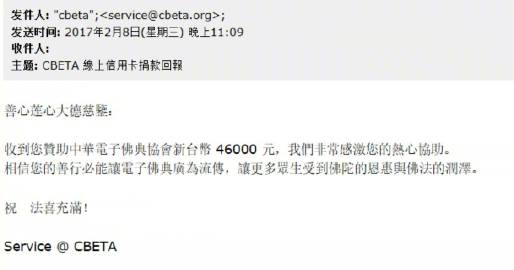 发件人: "cbeta";<service@cbeta.org>;
发送时间: 2017年2月8日(星期三) 晚上11:09
收件人:
主题: CBETA 線上信用卡捐款回報
善心莲心大德慈鑒:
收到您贊助中華電子佛典協會新台幣 46000 元，我們非常感激您的熱心協助。
相信您的善行必能讓電子佛典廣為流傳，讓更多眾生受到佛陀的恩惠與佛法的潤澤。
祝　法喜充滿!
Service @ CBETA